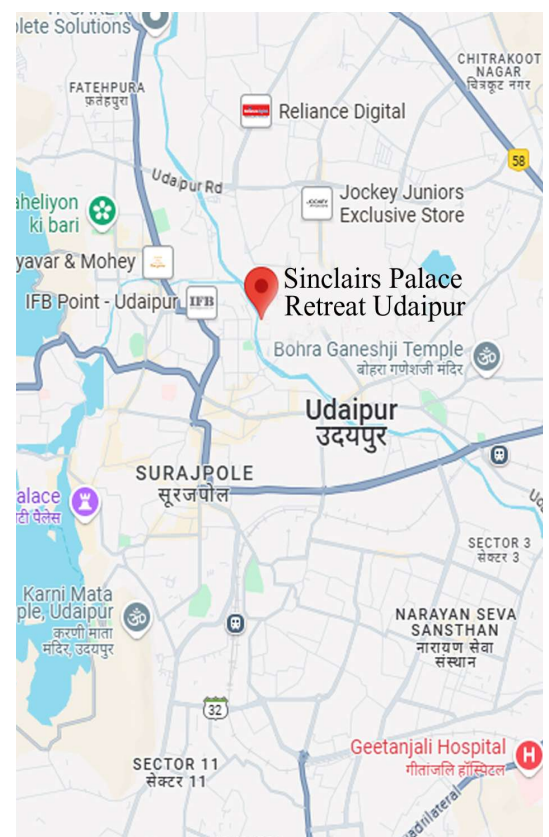 plete Solutions
CHITRAKOOT
NAGAR
चित्रकूट नगर
FATEHPURA
फ़तेहपुरा
Reliance Digital
58
Udaipur Rd
Jockey Juniors
Exclusive Store
aheliyon
ki bari
yavar & Mohey
Sinclairs Palace
Retreat Udaipur
IFB Point - Udaipur
IFB
Bohra Ganeshji Temple
बोहरा गणेशजी मंदिर
Udaipur
उदयपुर
SURAJPOLE
सूरजपोल
alace
टी पैलेस
SECTOR 3
सेक्टर 3
Karni Mata
ple, Udaipur
करणी माता
मंदिर, उदयपुर
NARAYAN SEVA
SANSTHAN
नारायण सेवा
संस्थान
32
Geetanjali Hospital
गीतांजलि हॉस्पिटल
H
SECTOR 11
सेक्टर 11
adrilateral